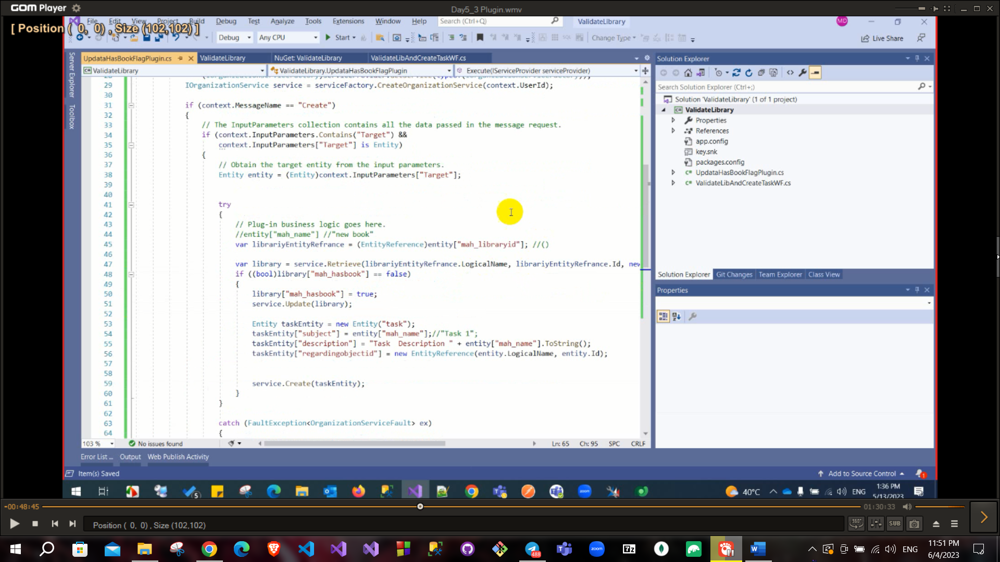 GOM Player
Day5_3 Plugin.wmv
[ Position ( 0, 0) , Size (102,102) ]
File Edit View Project Build Debug Test Analyze Tools Extensions Window Help Search (Ctrl+Q) ValidateLibrary MD
Debug Any CPU Start Change Type Live Share
Server Explorer
Toolbox
UpdataHasBookFlagPlugin.cs ValidateLibrary NuGet: ValidateLibrary ValidateLibAndCreateTaskWF.cs
ValidateLibrary ValidateLibrary.UpdataHasBookFlagPlugin Execute(IServiceProvider serviceProvider)
29 IOrganizationService service = serviceFactory.CreateOrganizationService(context.UserId);
30
31 if (context.MessageName == "Create")
32 {
33 // The InputParameters collection contains all the data passed in the message request.
34 if (context.InputParameters.Contains("Target") &&
35 context.InputParameters["Target"] is Entity)
36 {
37 // Obtain the target entity from the input parameters.
38 Entity entity = (Entity)context.InputParameters["Target"];
39
40
41 try
42 {
43 // Plug-in business logic goes here.
44 //entity["mah_name"] //"new book"
45 var librariyEntityRefrance = (EntityReference)entity["mah_libraryid"]; //()
46
47 var library = service.Retrieve(librariyEntityRefrance.LogicalName, librariyEntityRefrance.Id, new
48 if ((bool)library["mah_hasbook"] == false)
49 {
50 library["mah_hasbook"] = true;
51 service.Update(library);
52
53 Entity taskEntity = new Entity("task");
54 taskEntity["subject"] = entity["mah_name"];//"Task 1";
55 taskEntity["description"] = "Task  Description " + entity["mah_name"].ToString();
56 taskEntity["regardingobjectid"] = new EntityReference(entity.LogicalName, entity.Id);
57
58
59 service.Create(taskEntity);
60 }
61 }
62
63 catch (FaultException<OrganizationServiceFault> ex)
64 {
103 % No issues found Ln: 65 Ch: 95 SPC CRLF
Solution Explorer
Search Solution Explorer (Ctrl+;)
Solution 'ValidateLibrary' (1 of 1 project)
ValidateLibrary
Properties
References
app.config
key.snk
packages.config
UpdataHasBookFlagPlugin.cs
ValidateLibAndCreateTaskWF.cs
Solution Explorer Git Changes Team Explorer Class View
Properties
Error List ... Output Web Publish Activity
Item(s) Saved Add to Source Control 1
5 zoom 40°C ENG 1:36 PM
5/13/2023
-00:48:45 01:30:33
Position ( 0, 0) , Size (102,102) 360° SUB
488 zoom 7z W ENG 11:51 PM
6/4/2023